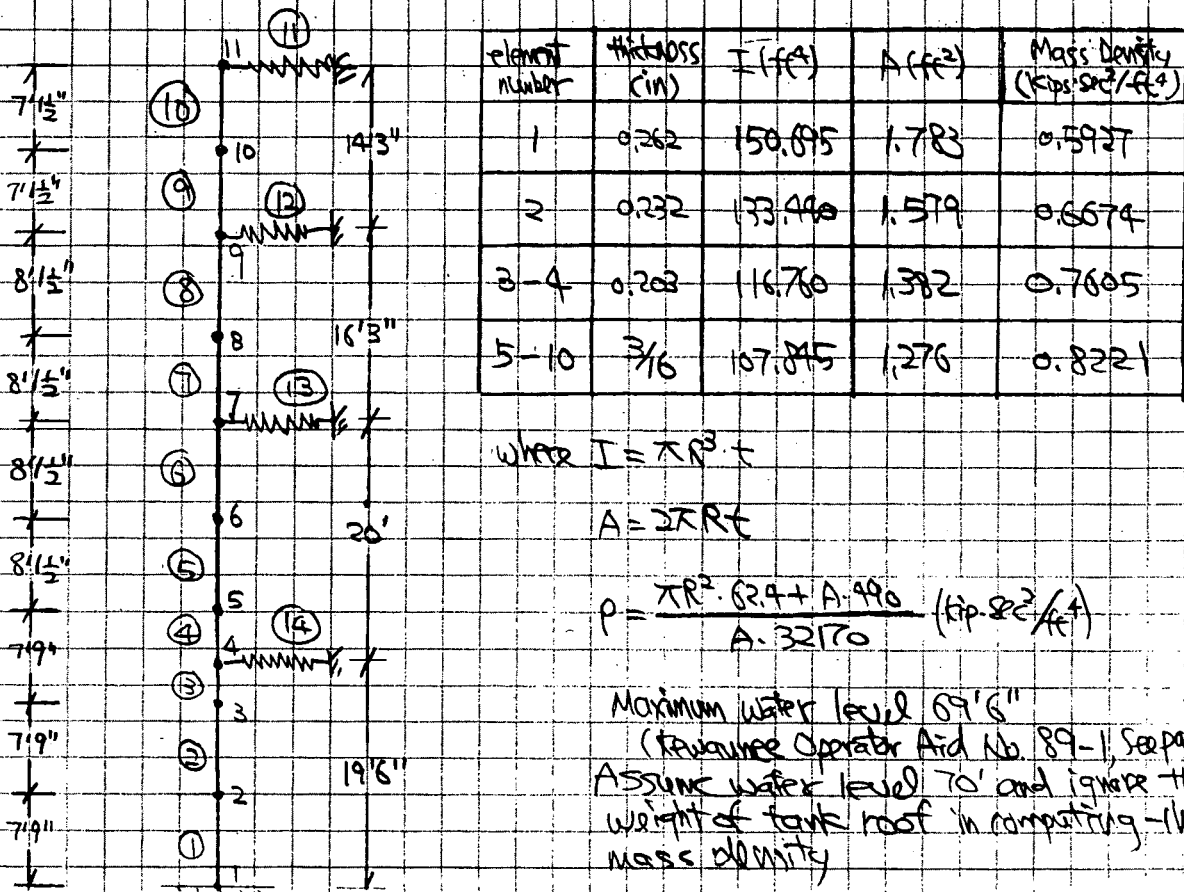 element number | thickness (in) | I (ft⁴) | A (ft²) | Mass Density (Kips·Sec²/ft⁴)
1 | 0.262 | 150.695 | 1.783 | 0.5927
2 | 0.232 | 133.440 | 1.579 | 0.6674
3-4 | 0.203 | 116.760 | 1.382 | 0.7605
5-10 | 3/16 | 107.845 | 1.276 | 0.8221
where I = πR³·t
A = 2πRt
ρ = (πR²·62.4 + A·490) / (A·32170) (kip·sec²/ft⁴)
Maximum water level 69'6"
(Kewaunee Operator Aid No. 89-1, See pa
Assume water level 70' and ignore th
weight of tank roof in computing th
mass density
11
11
7'1½"
10
10
14'3"
7'1½"
9
12
9
8'1½"
8
8
16'3"
8'1½"
7
7
13
8'1½"
6
6
20'
8'1½"
5
5
4
7'9"
4
14
3
3
7'9"
2
19'6"
2
7'9"
1
1